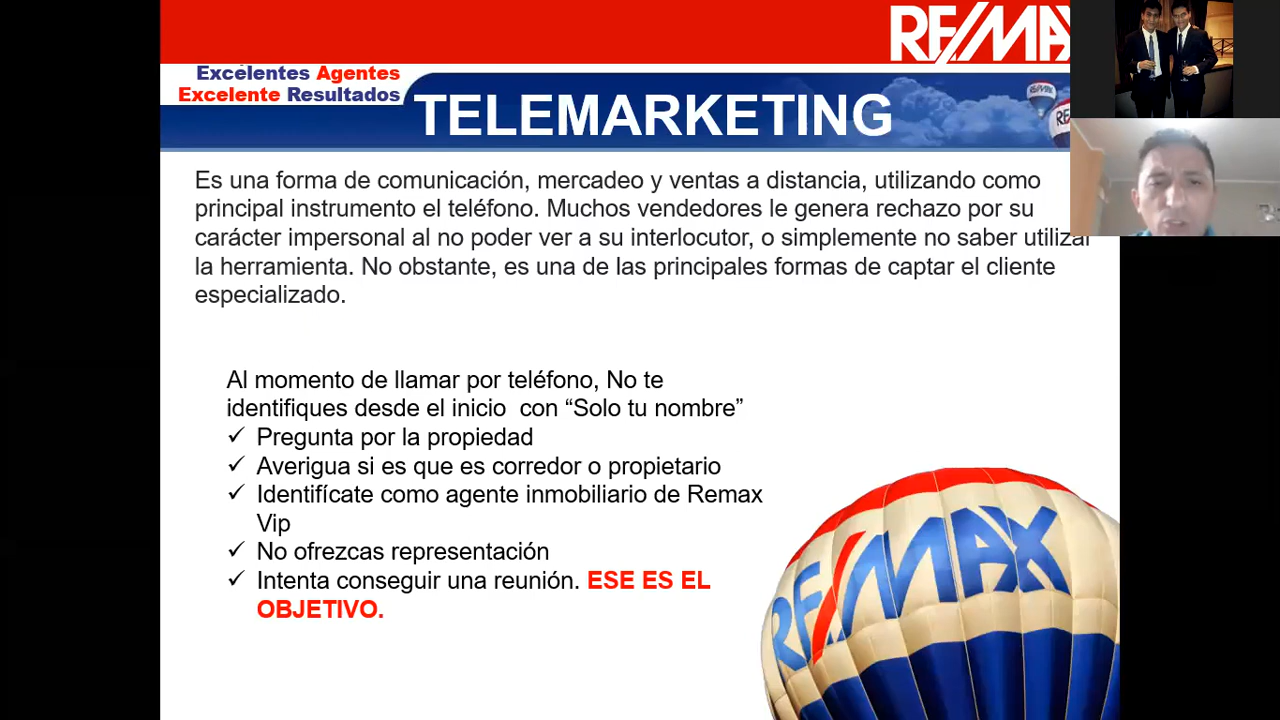 RE/MAX
Excelentes Agentes
Excelente Resultados
TELEMARKETING
Es una forma de comunicación, mercadeo y ventas a distancia, utilizando como
principal instrumento el teléfono. Muchos vendedores le genera rechazo por su
carácter impersonal al no poder ver a su interlocutor, o simplemente no saber utilizar
la herramienta. No obstante, es una de las principales formas de captar el cliente
especializado.
Al momento de llamar por teléfono, No te
identifiques desde el inicio con “Solo tu nombre”
✓ Pregunta por la propiedad
✓ Averigua si es que es corredor o propietario
✓ Identifícate como agente inmobiliario de Remax
Vip
✓ No ofrezcas representación
✓ Intenta conseguir una reunión. ESE ES EL
OBJETIVO.
RE/MAX